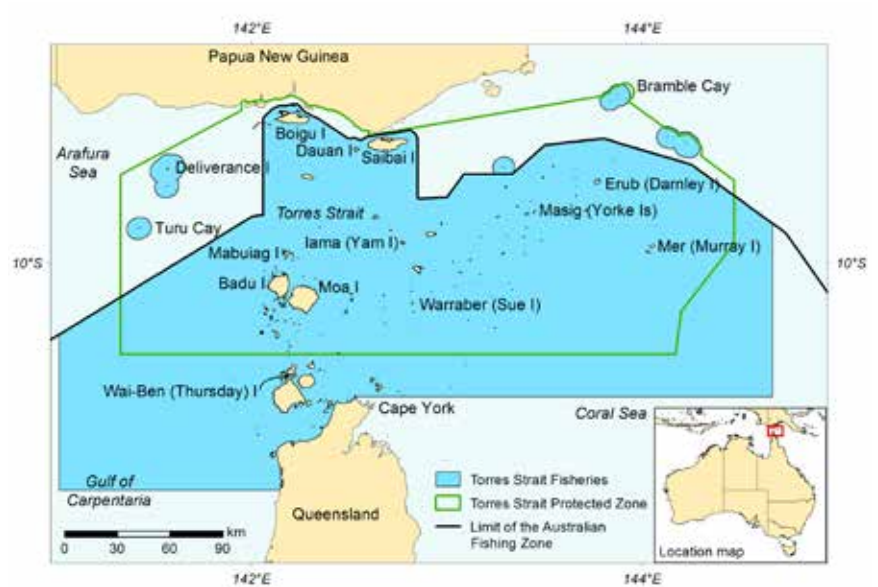 142°E 144°E
Papua New Guinea
Bramble Cay
Boigu I
Dauan I
Saibai I
Arafura
Sea
Deliverance I
Erub (Darnley I)
Torres Strait
Masig (Yorke Is)
Turu Cay
Iama (Yam I)
Mer (Murray I)
Mabuiag I
10°S 10°S
Badu I
Moa I
Warraber (Sue I)
Wai-Ben (Thursday) I
Cape York
Coral Sea
Gulf of
Carpentaria
Torres Strait Fisheries
Torres Strait Protected Zone
Limit of the Australian
Fishing Zone
Queensland
km
0 30 60 90
Location map
142°E 144°E